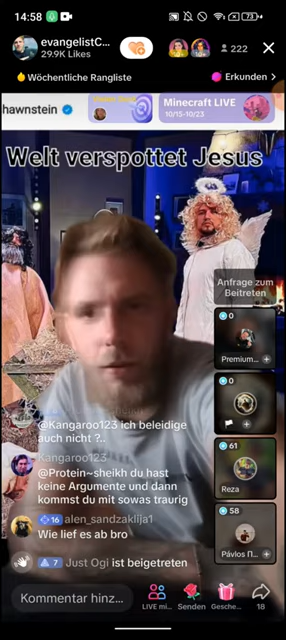 14:58
73
evangelistC...
29.9K Likes
222
Wöchentliche Rangliste
Erkunden >
hawnstein
Minecraft LIVE
10/15-10/23
Welt verspottet Jesus
Anfrage zum
Beitreten
0
Premium...
0
@Kangaroo123 ich beleidige
auch nicht ?..
Kangaroo123
@Protein~sheikh du hast
keine Argumente und dann
kommst du mit sowas traurig
61
Reza
16 alen_sandzaklija1
Wie lief es ab bro
58
Pávlos Π...
7 Just Ogi ist beigetreten
Kommentar hinz...
LIVE mi...
Senden
Gesche...
18